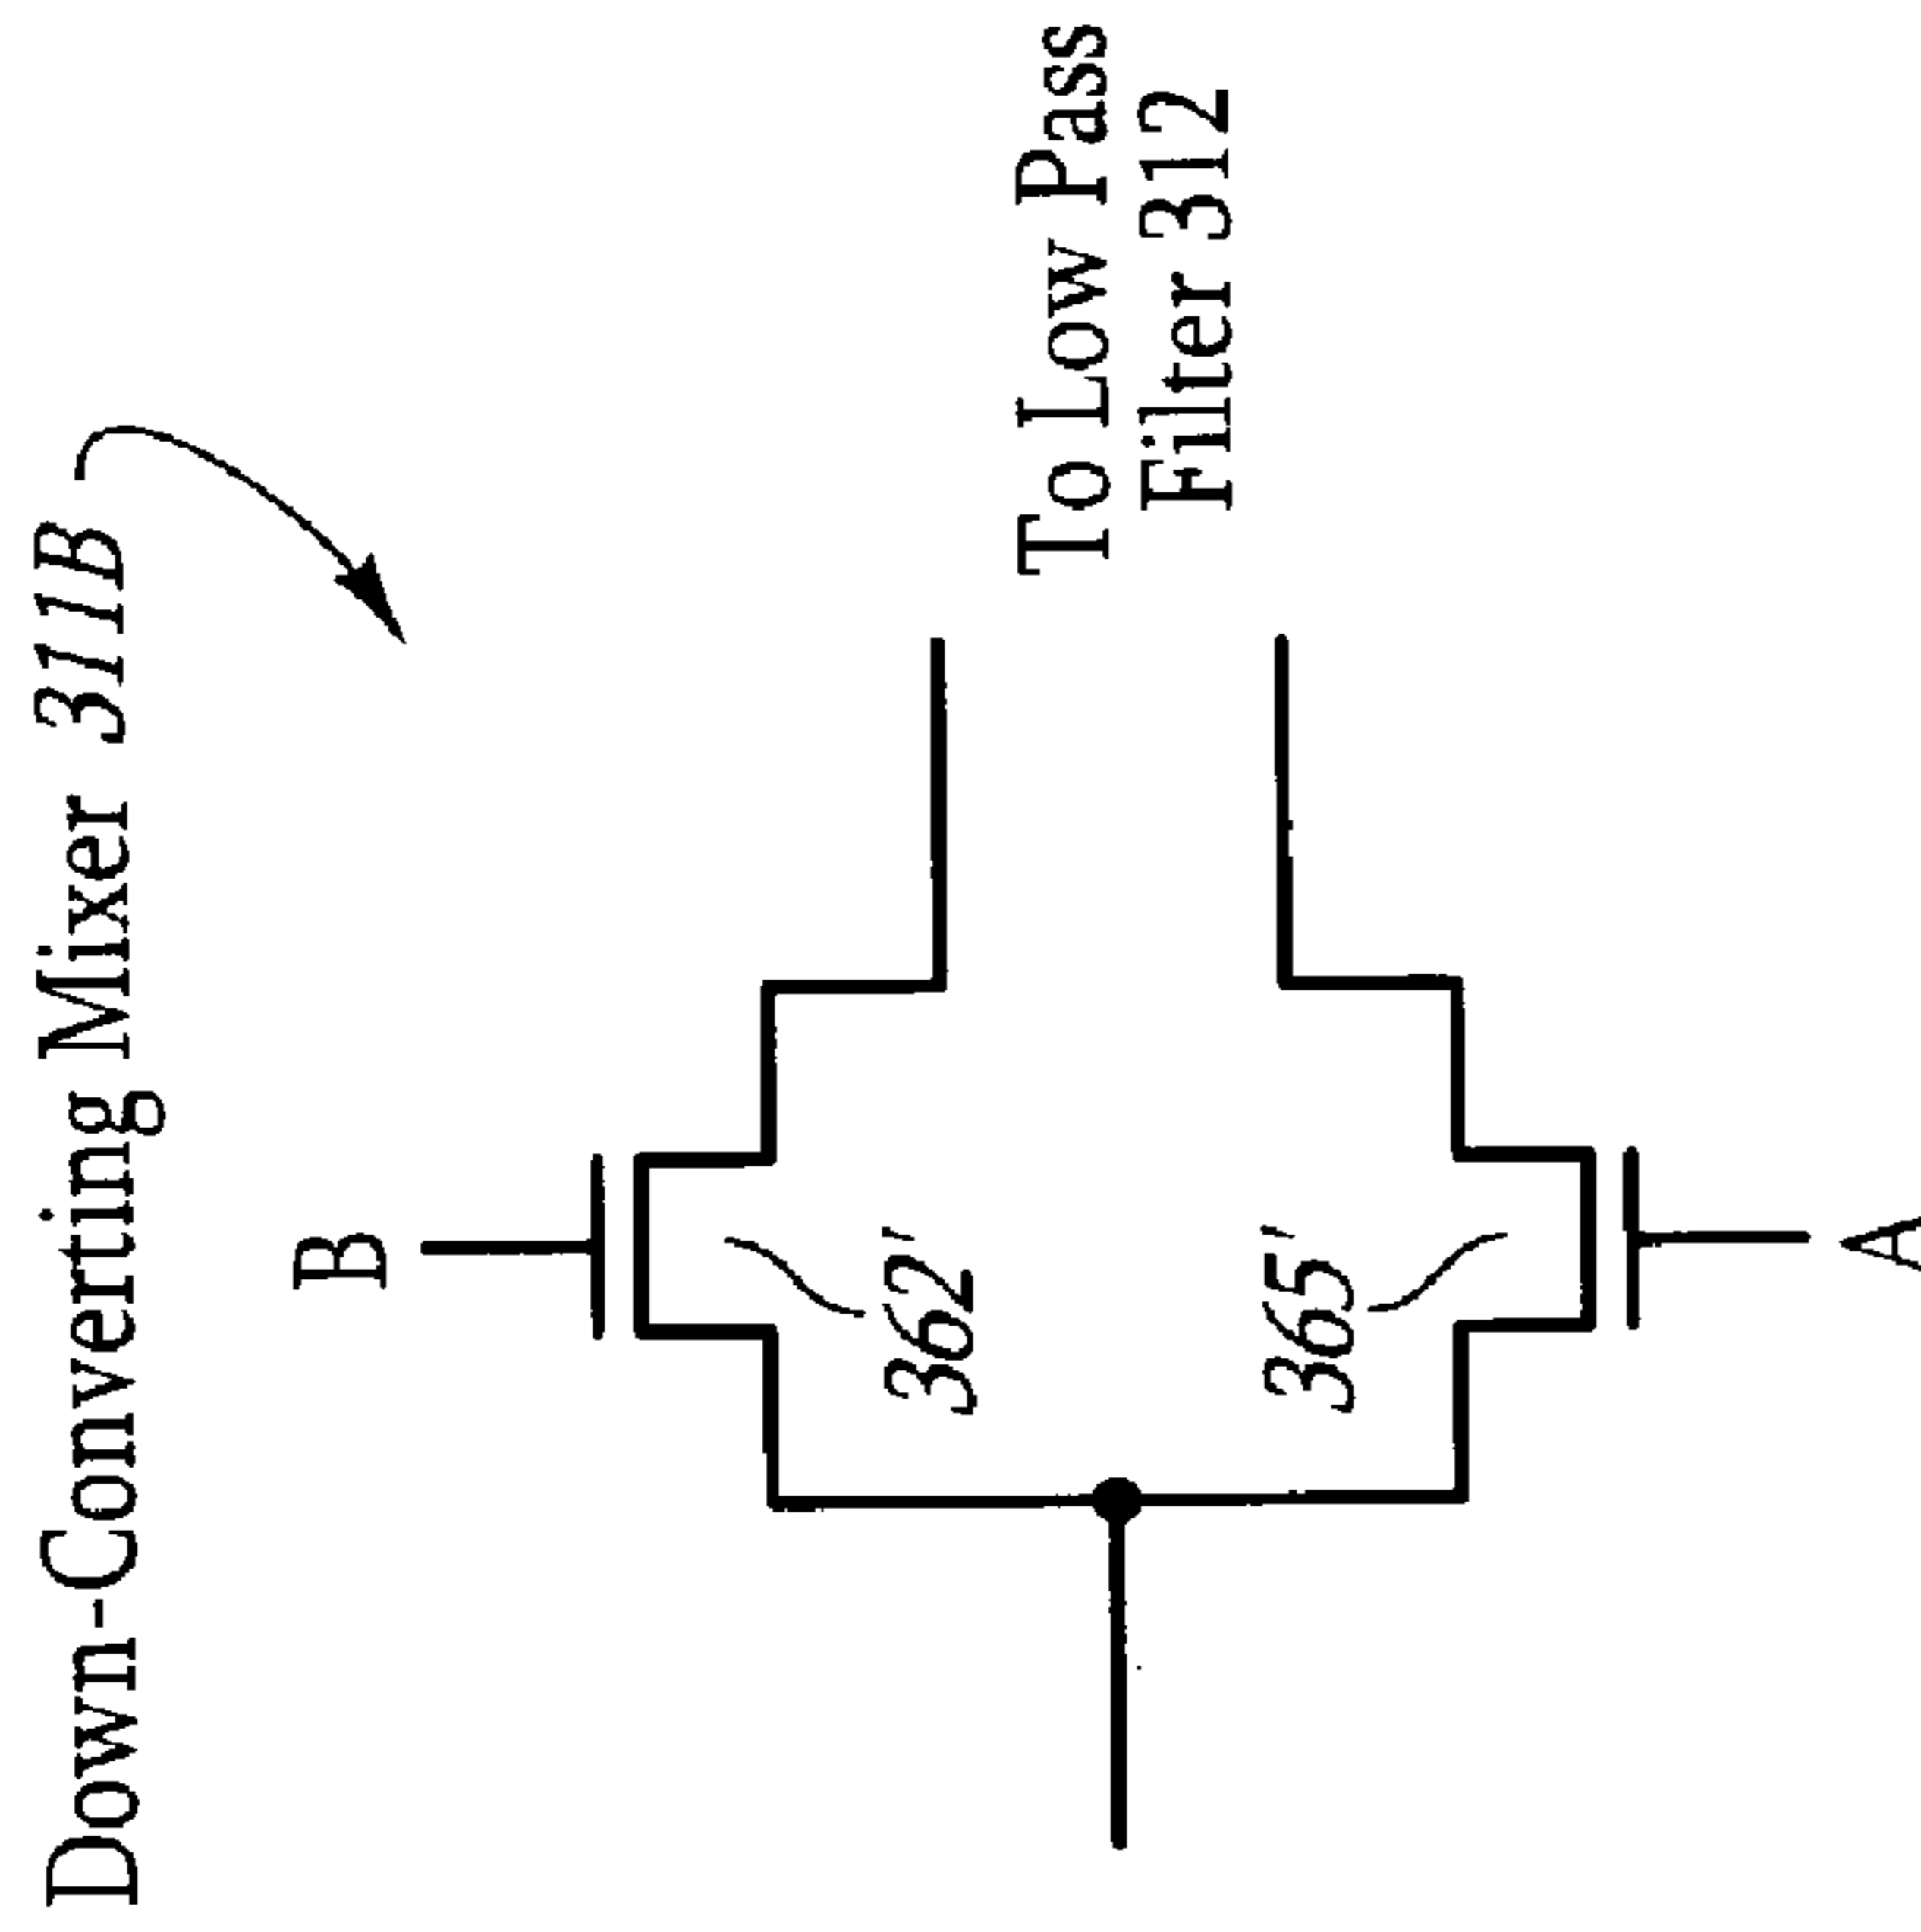 Down-Converting Mixer 311B
B
362'
365'
A
To Low Pass
Filter 312